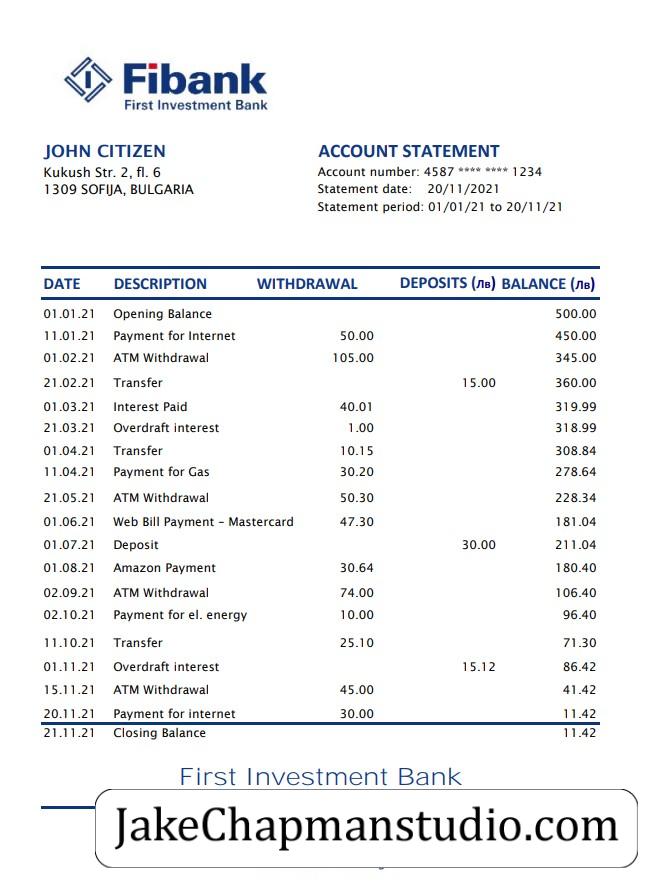 Fibank
First Investment Bank
JOHN CITIZEN
Kukush Str. 2, fl. 6
1309 SOFIJA, BULGARIA
ACCOUNT STATEMENT
Account number: 4587 **** **** 1234
Statement date: 20/11/2021
Statement period: 01/01/21 to 20/11/21
DATE DESCRIPTION WITHDRAWAL DEPOSITS (лв) BALANCE (лв)
01.01.21 Opening Balance 500.00
11.01.21 Payment for Internet 50.00 450.00
01.02.21 ATM Withdrawal 105.00 345.00
21.02.21 Transfer 15.00 360.00
01.03.21 Interest Paid 40.01 319.99
21.03.21 Overdraft interest 1.00 318.99
01.04.21 Transfer 10.15 308.84
11.04.21 Payment for Gas 30.20 278.64
21.05.21 ATM Withdrawal 50.30 228.34
01.06.21 Web Bill Payment – Mastercard 47.30 181.04
01.07.21 Deposit 30.00 211.04
01.08.21 Amazon Payment 30.64 180.40
02.09.21 ATM Withdrawal 74.00 106.40
02.10.21 Payment for el. energy 10.00 96.40
11.10.21 Transfer 25.10 71.30
01.11.21 Overdraft interest 15.12 86.42
15.11.21 ATM Withdrawal 45.00 41.42
20.11.21 Payment for internet 30.00 11.42
21.11.21 Closing Balance 11.42
First Investment Bank
JakeChapmanstudio.com